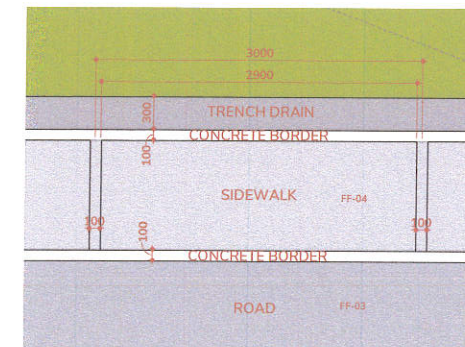 3000
2900
300
TRENCH DRAIN
CONCRETE BORDER
100
SIDEWALK FF-04
100 100
100
CONCRETE BORDER
ROAD FF-03